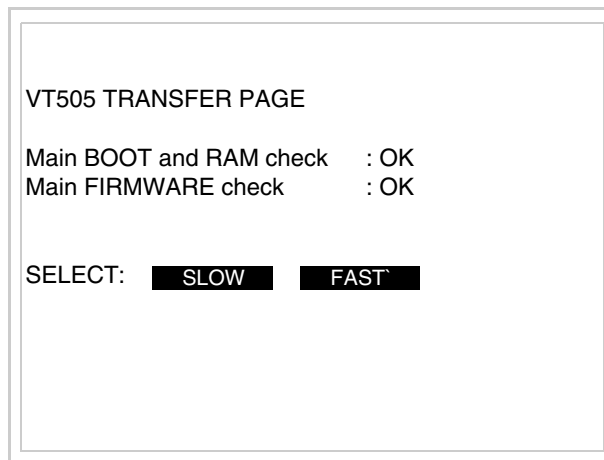 VT505 TRANSFER PAGE
Main BOOT and RAM check : OK
Main FIRMWARE check : OK
SELECT: SLOW FAST`